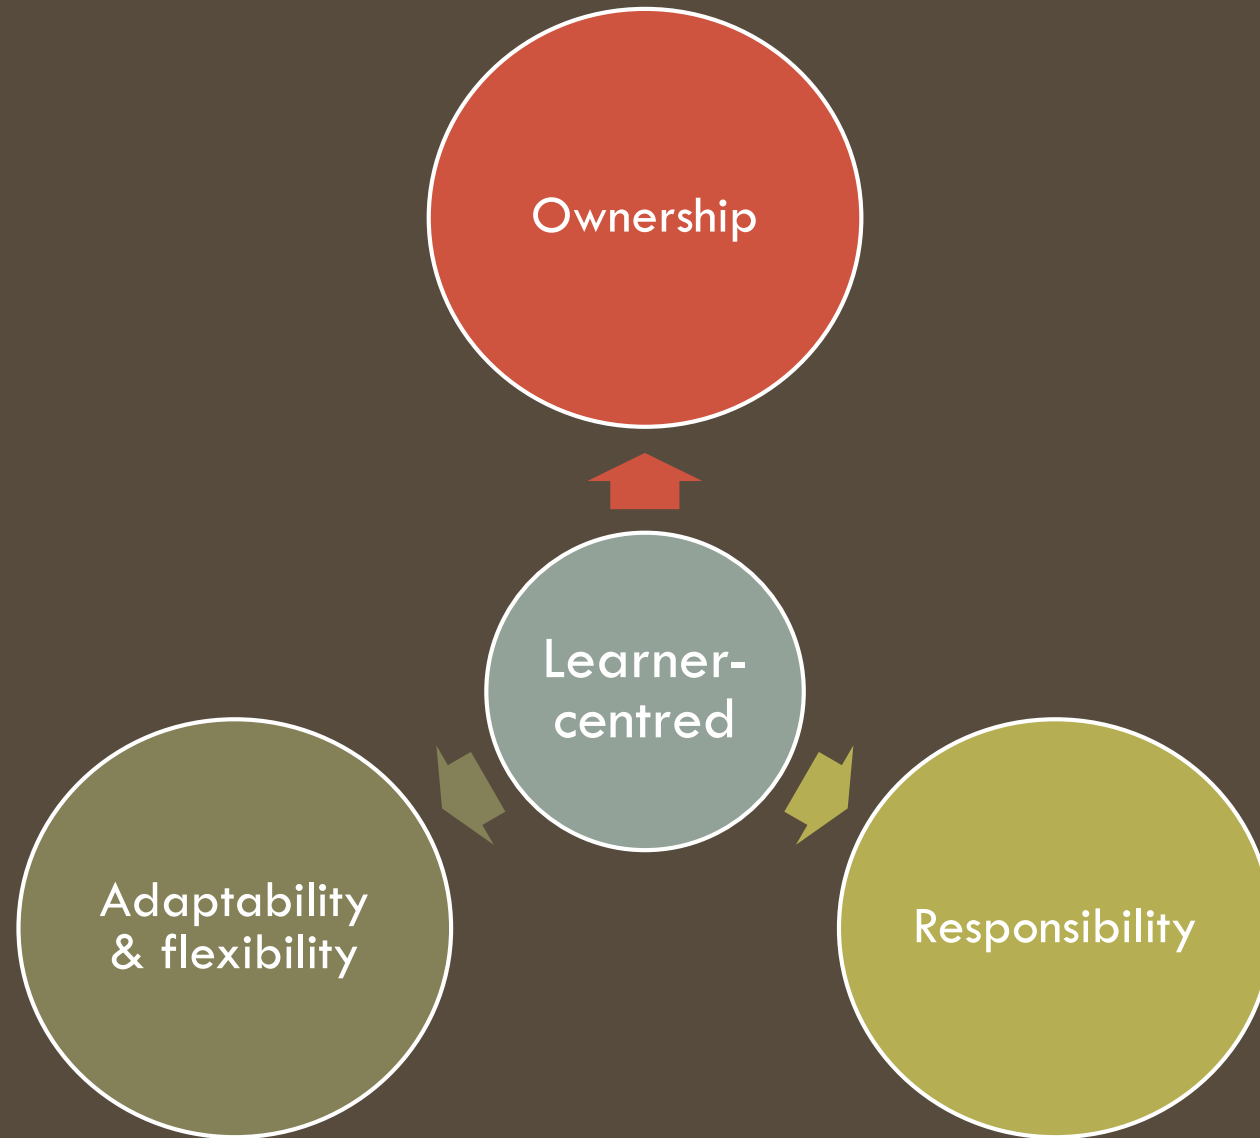 Ownership
Learner-
centred
Adaptability
& flexibility
Responsibility